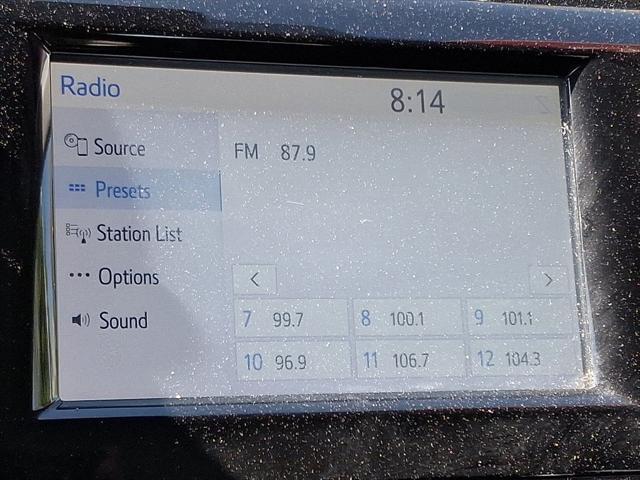 Radio
8:14
Source
Presets
Station List
Options
Sound
FM 87.9
<
>
7 99.7
8 100.1
9 101.1
10 96.9
11 106.7
12 104.3